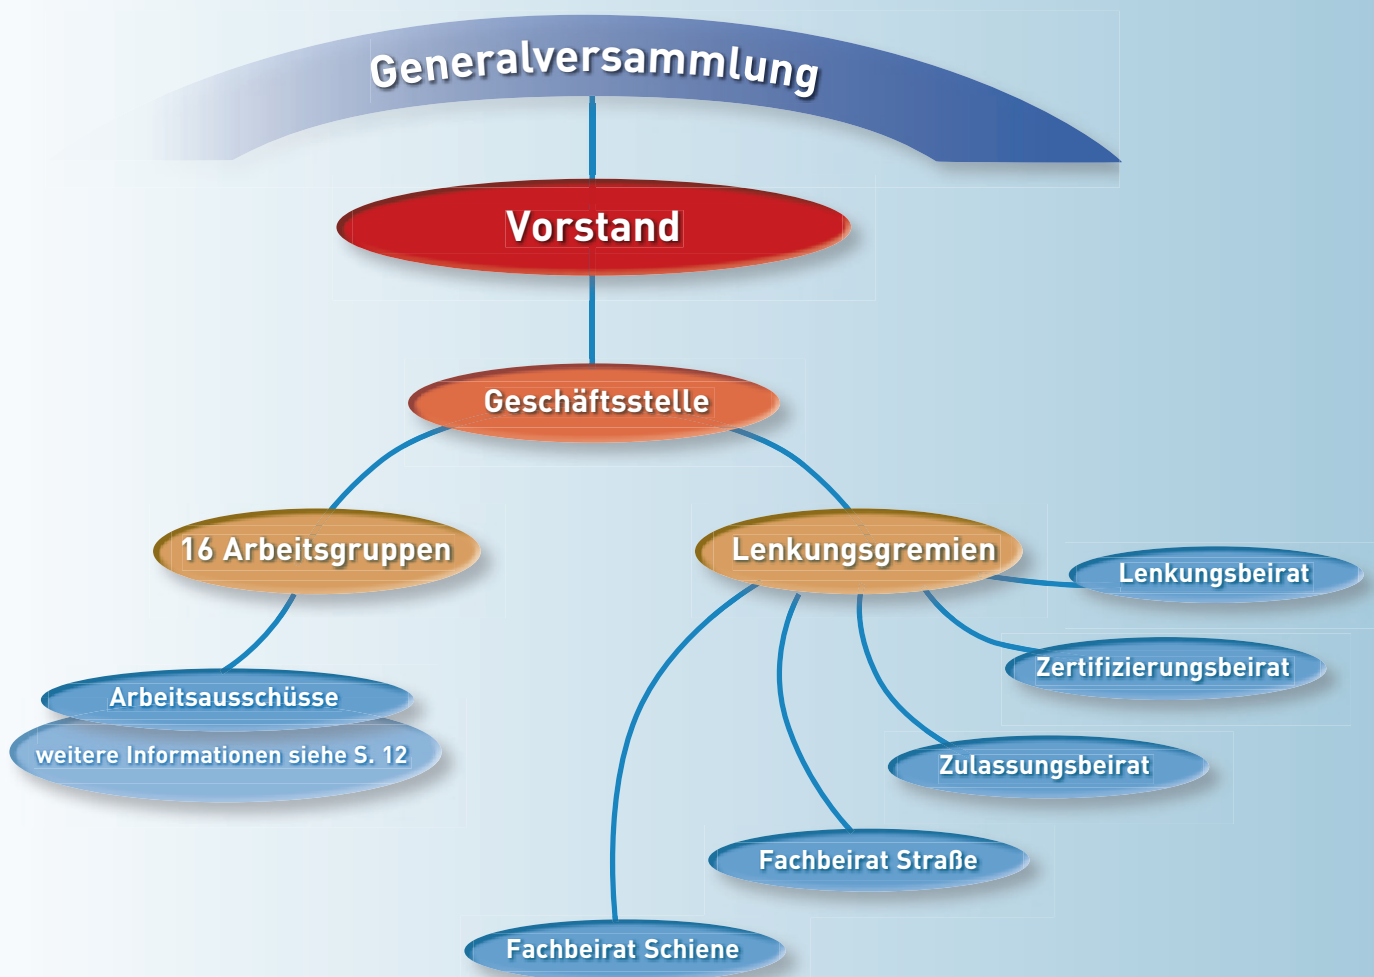 Generalversammlung
Vorstand
Geschäftsstelle
16 Arbeitsgruppen
Lenkungsgremien
Lenkungsbeirat
Zertifizierungsbeirat
Arbeitsausschüsse
weitere Informationen siehe S. 12
Zulassungsbeirat
Fachbeirat Straße
Fachbeirat Schiene